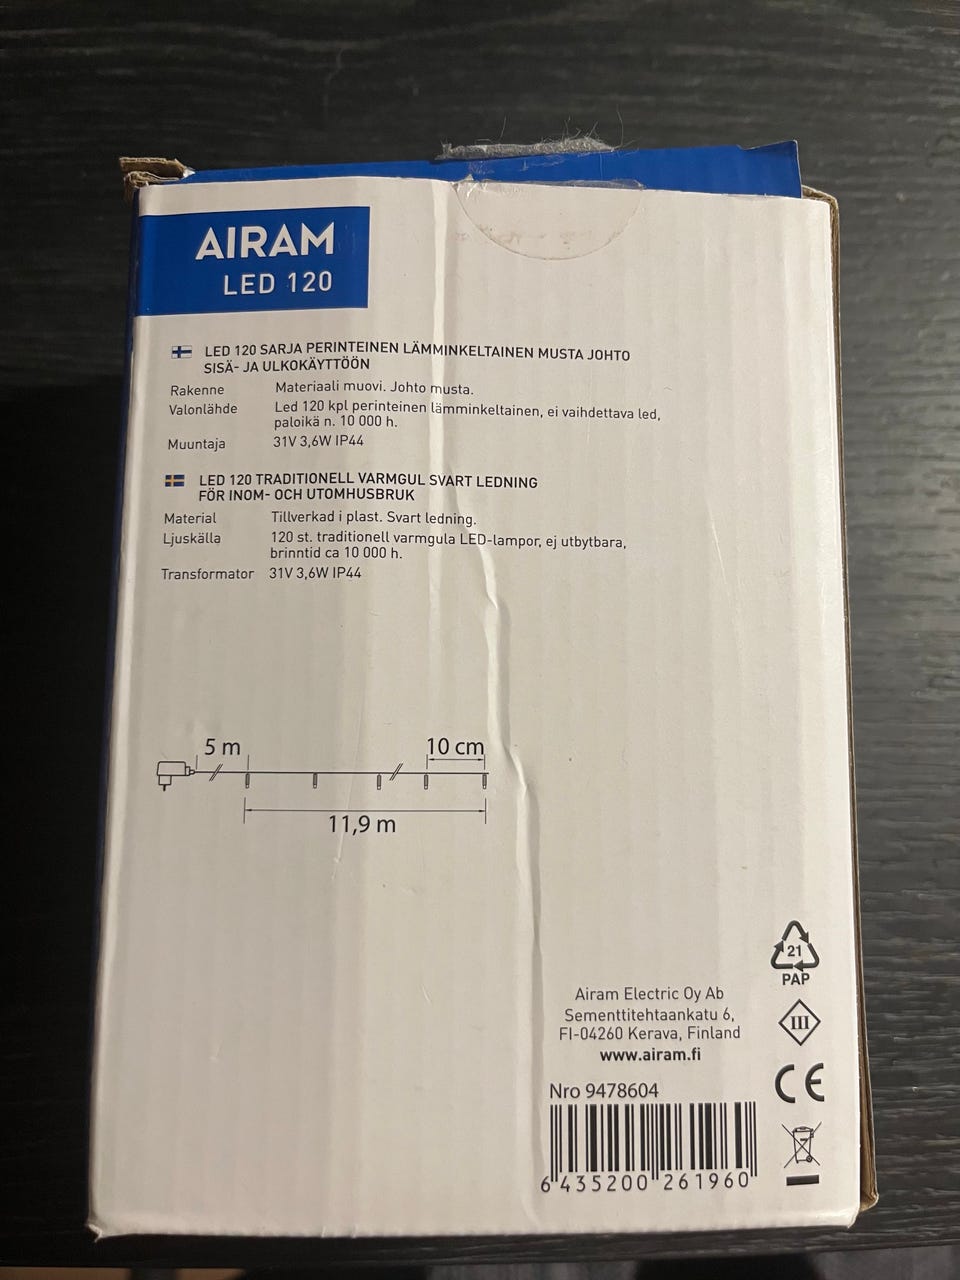 AIRAM
LED 120
LED 120 SARJA PERINTEINEN LÄMMINKELTAINEN MUSTA JOHTO
SISÄ- JA ULKOKÄYTTÖÖN
Rakenne Materiaali muovi. Johto musta.
Valonlähde Led 120 kpl perinteinen lämminkeltainen, ei vaihdettava led,
paloikä n. 10 000 h.
Muuntaja 31V 3,6W IP44
LED 120 TRADITIONELL VARMGUL SVART LEDNING
FÖR INOM- OCH UTOMHUSBRUK
Material Tillverkad i plast. Svart ledning.
Ljuskälla 120 st. traditionell varmgula LED-lampor, ej utbytbara,
brinntid ca 10 000 h.
Transformator 31V 3,6W IP44
5 m 10 cm
11,9 m
21
PAP
Airam Electric Oy Ab
Sementtitehtaankatu 6,
FI-04260 Kerava, Finland
www.airam.fi
III
CE
Nro 9478604
6 435200 261960